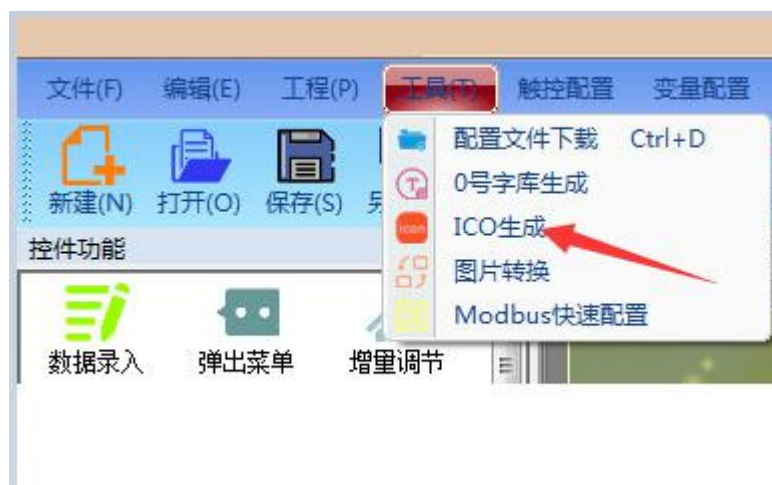 文件(F) 编辑(E) 工程(P) 工具(T) 触控配置 变量配置
配置文件下载 Ctrl+D
0号字库生成
ICO生成
图片转换
Modbus快速配置
新建(N) 打开(O) 保存(S) 另
控件功能
数据录入 弹出菜单 增量调节